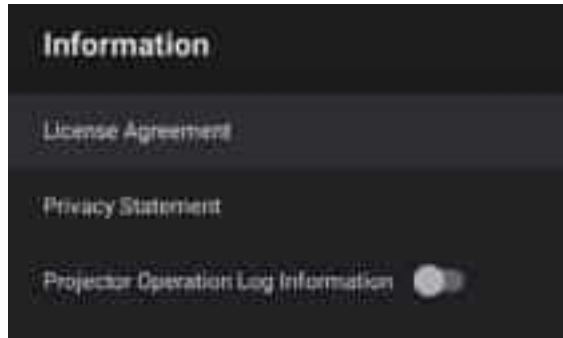 Information
License Agreement
Privacy Statement
Projector Operation Log Information